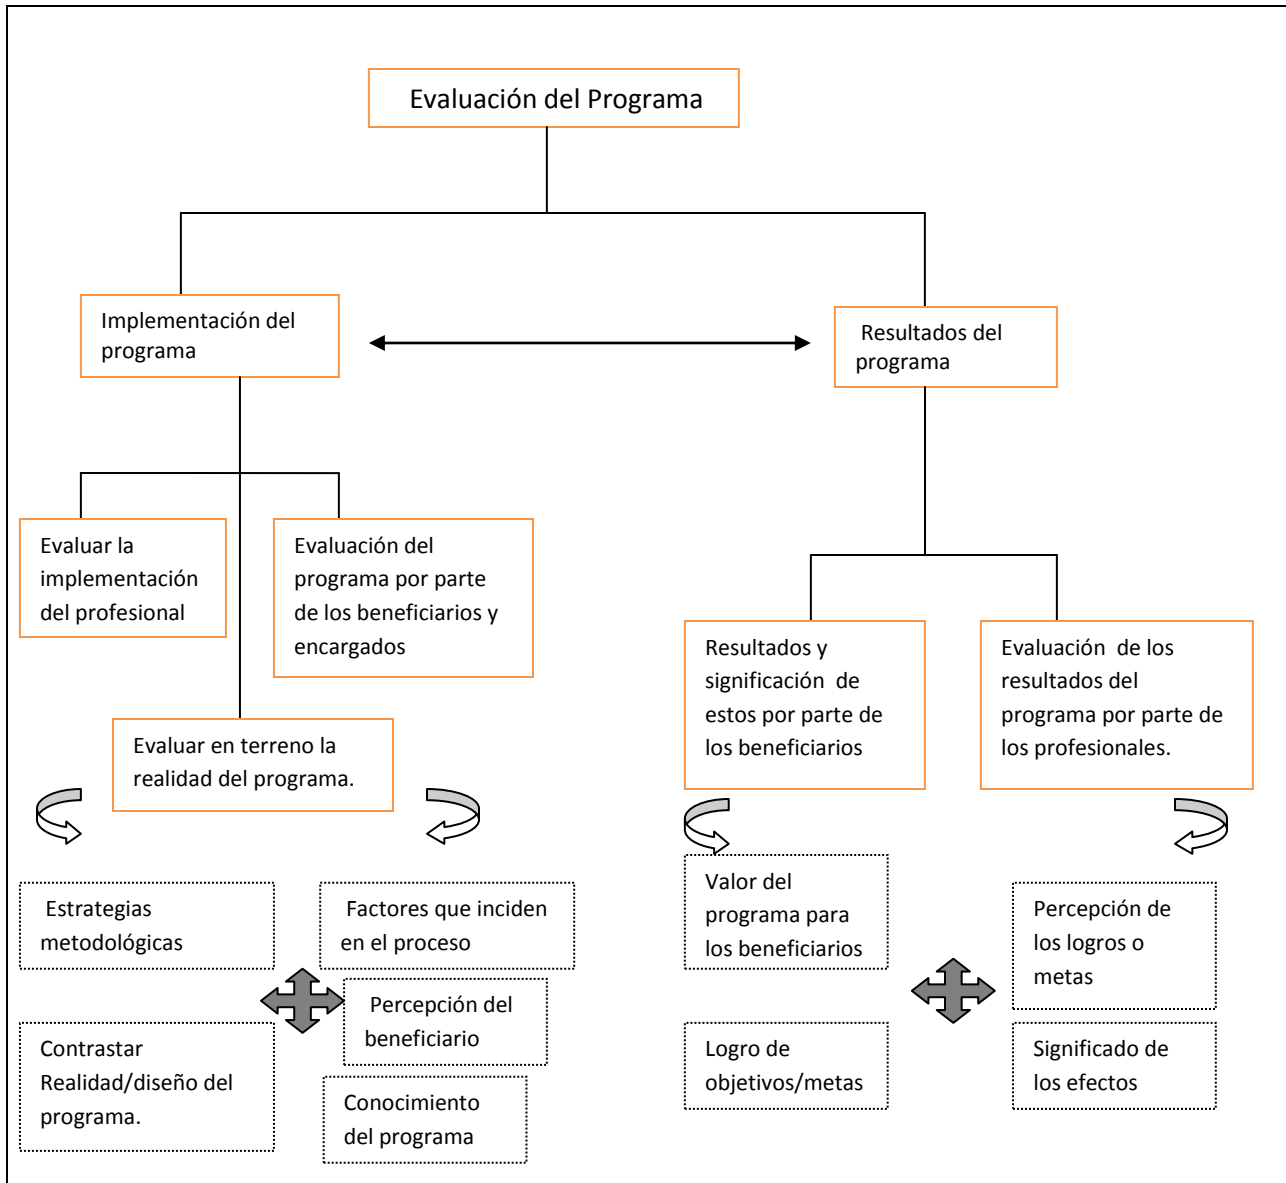 Evaluación del Programa
Implementación del
programa
Resultados del
programa
Evaluar la
implementación
del profesional
Evaluación del
programa por parte
de los beneficiarios y
encargados
Evaluar en terreno la
realidad del programa.
Resultados y
significación de
estos por parte de
los beneficiarios
Evaluación de los
resultados del
programa por parte de
los profesionales.
Estrategias
metodológicas
Factores que inciden
en el proceso
Percepción del
beneficiario
Contrastar
Realidad/diseño del
programa.
Conocimiento
del programa
Valor del
programa para
los beneficiarios
Percepción de
los logros o
metas
Logro de
objetivos/metas
Significado de
los efectos